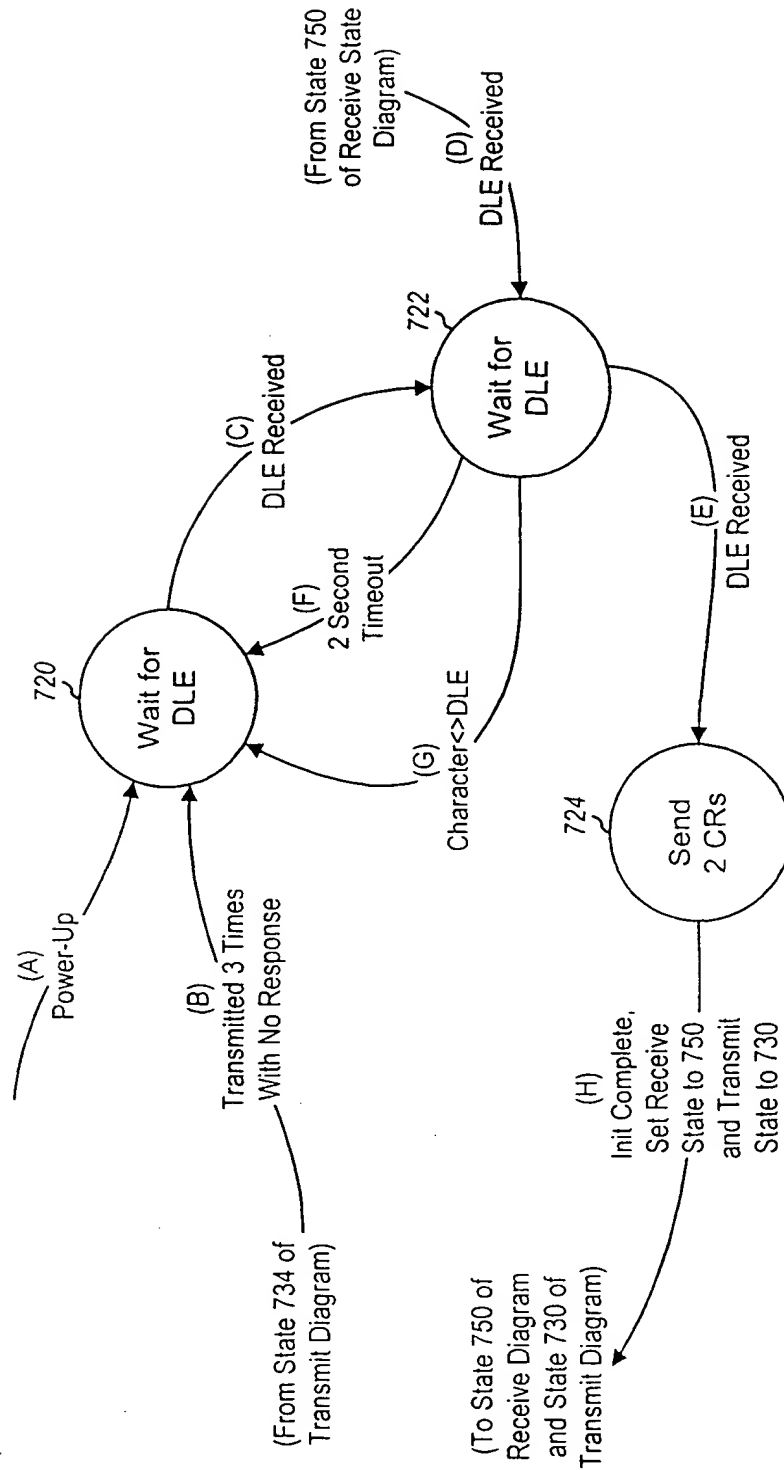 (A)
Power-Up
(B)
Transmitted 3 Times
With No Response
(From State 734 of
Transmit Diagram)
720
Wait for
DLE
(C)
DLE Received
(F)
2 Second
Timeout
(G)
Character<>DLE
722
Wait for
DLE
(From State 750
of Receive State
Diagram)
(D)
DLE Received
(E)
DLE Received
724
Send
2 CRs
(H)
Init Complete,
Set Receive
State to 750
and Transmit
State to 730
(To State 750 of
Receive Diagram
and State 730 of
Transmit Diagram)